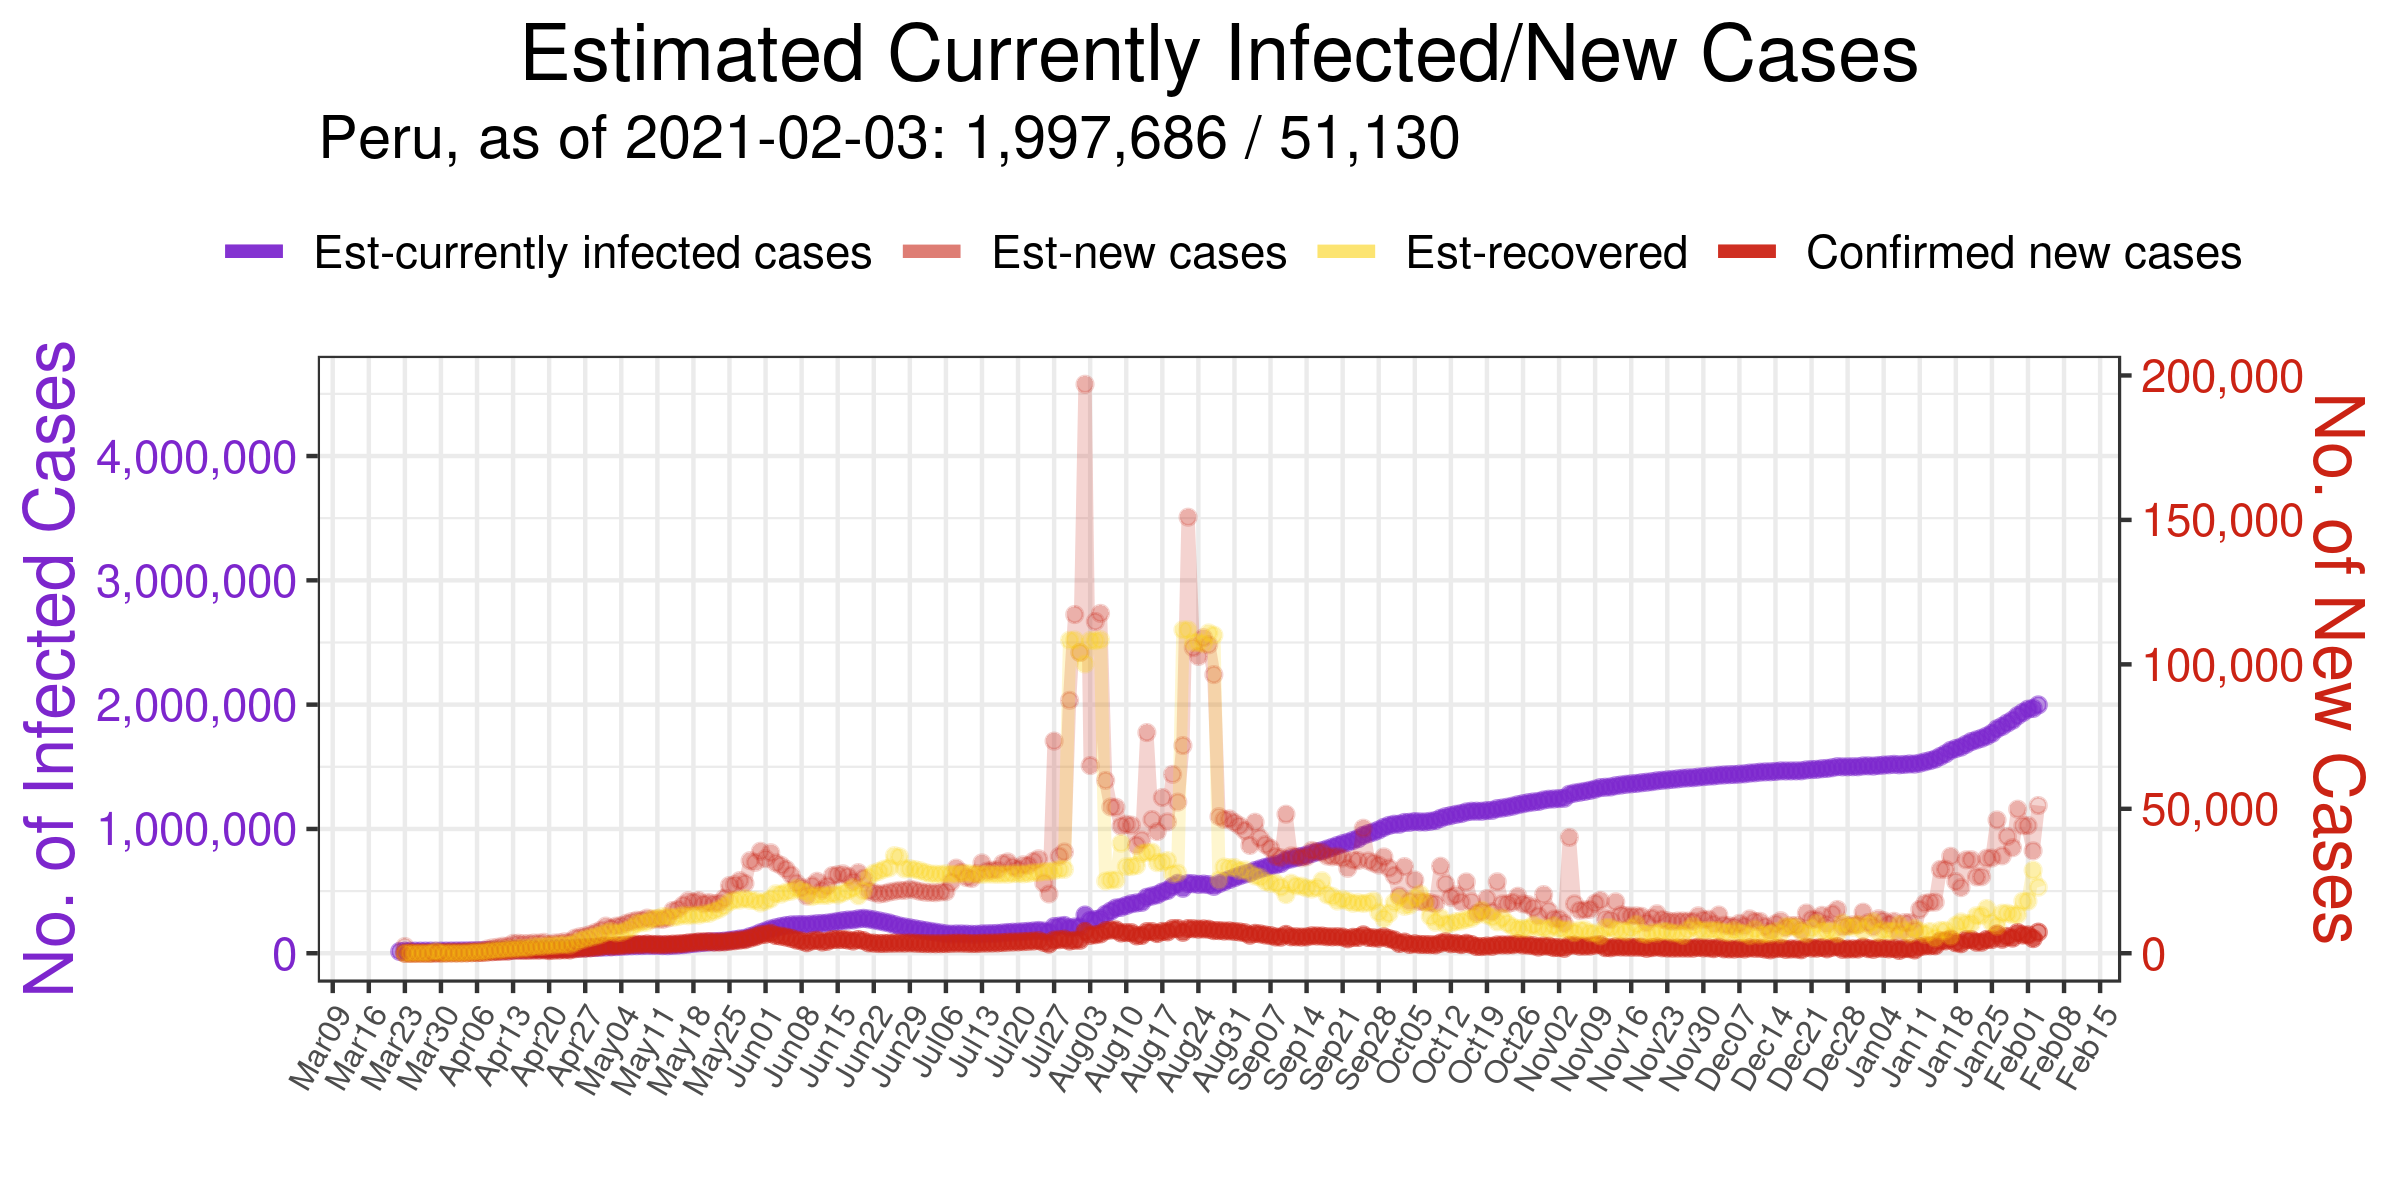 Estimated Currently Infected/New Cases
Peru, as of 2021-02-03: 1,997,686 / 51,130
Est-currently infected cases Est-new cases Est-recovered Confirmed new cases
No. of Infected Cases
4,000,000
3,000,000
2,000,000
1,000,000
0
200,000
150,000
100,000
50,000
0
No. of New Cases
Mar09 Mar16 Mar23 Mar30 Apr06 Apr13 Apr20 Apr27 May04 May11 May18 May25 Jun01 Jun08 Jun15 Jun22 Jun29 Jul06 Jul13 Jul20 Jul27 Aug03 Aug10 Aug17 Aug24 Aug31 Sep07 Sep14 Sep21 Sep28 Oct05 Oct12 Oct19 Oct26 Nov02 Nov09 Nov16 Nov23 Nov30 Dec07 Dec14 Dec21 Dec28 Jan04 Jan11 Jan18 Jan25 Feb01 Feb08 Feb15